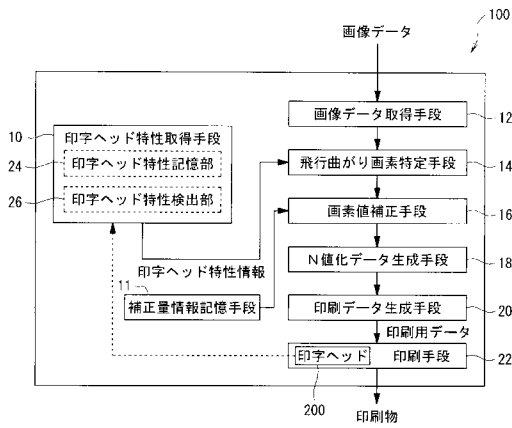 100
画像データ
10
印字ヘッド特性取得手段
24
印字ヘッド特性記憶部
26
印字ヘッド特性検出部
画像データ取得手段
12
飛行曲がり画素特定手段
14
画素値補正手段
16
印字ヘッド特性情報
N値化データ生成手段
18
11
補正量情報記憶手段
印刷データ生成手段
20
印刷用データ
印字ヘッド
印刷手段
22
200
印刷物